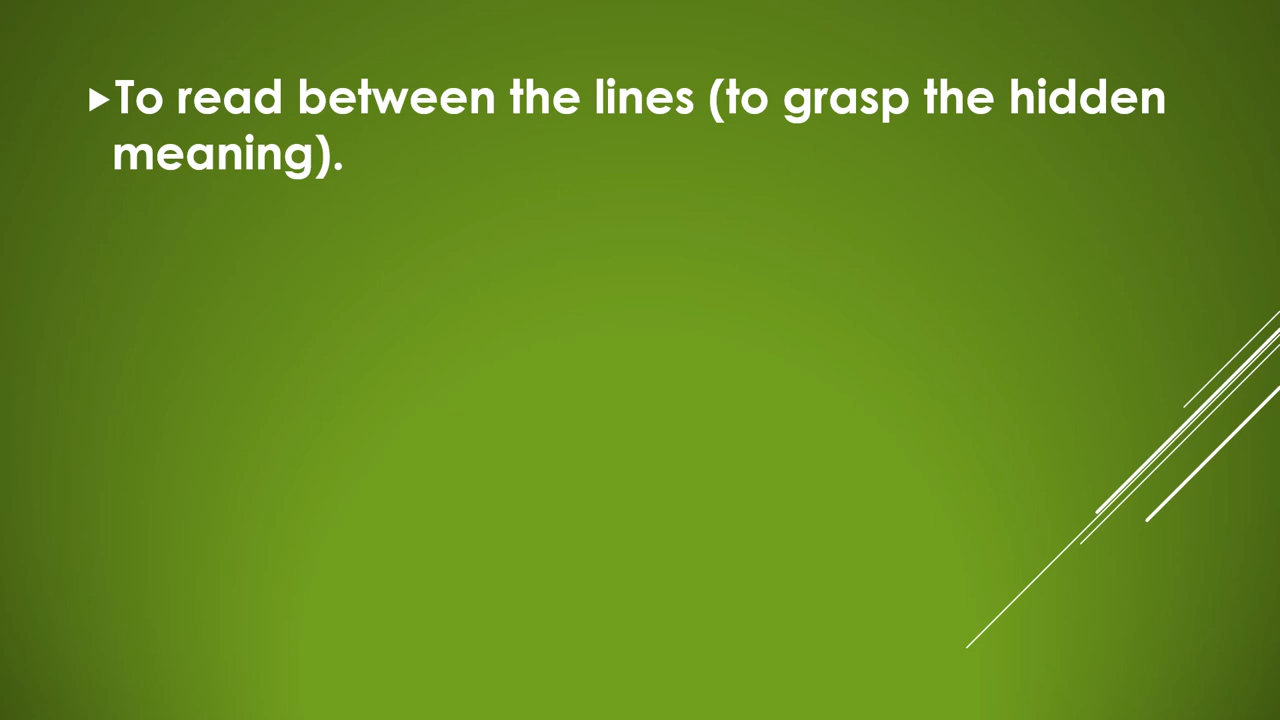 To read between the lines (to grasp the hidden
meaning).